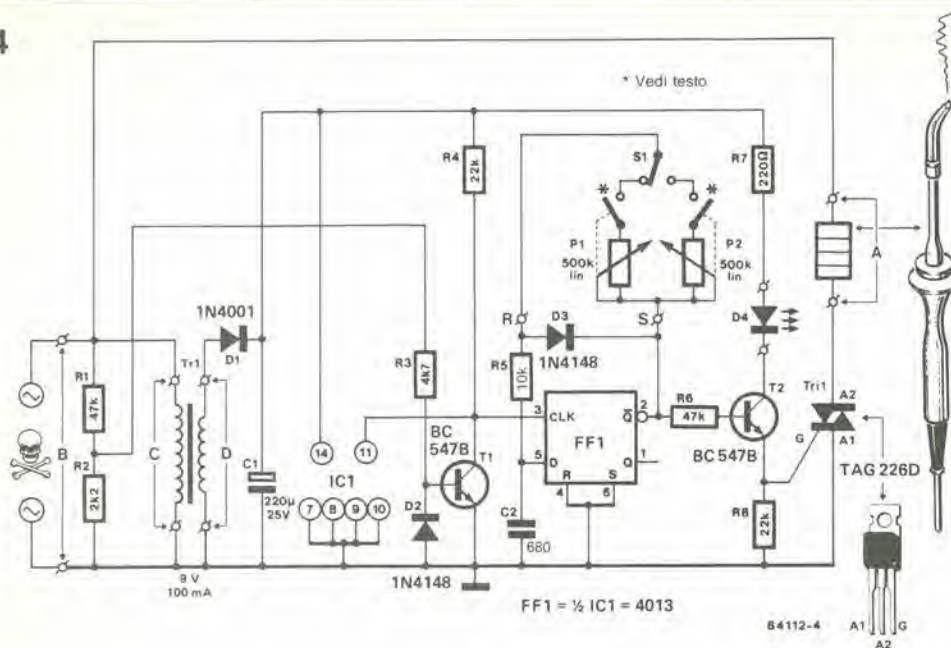 4
* Vedi testo
R4
22k
S1
R7
220Ω
*
*
P1
500k
lin
P2
500k
lin
A
1N4001
D1
R
D3
S
1N4148
D4
Tr1
R3
4k7
R5
10k
R1
47k
B
C
D
C1
220µ
25V
14
11
BC
547B
T1
3
CLK
2
Q
R6
47k
T2
BC 547B
Tri1
A2
G
A1
TAG 226D
FF1
5
D
Q
1
R
S
4
6
R2
2k2
IC1
7
8
9
10
D2
C2
680
R8
22k
9 V
100 mA
1N4148
FF1 = ½ IC1 = 4013
84112-4
A1
G
A2